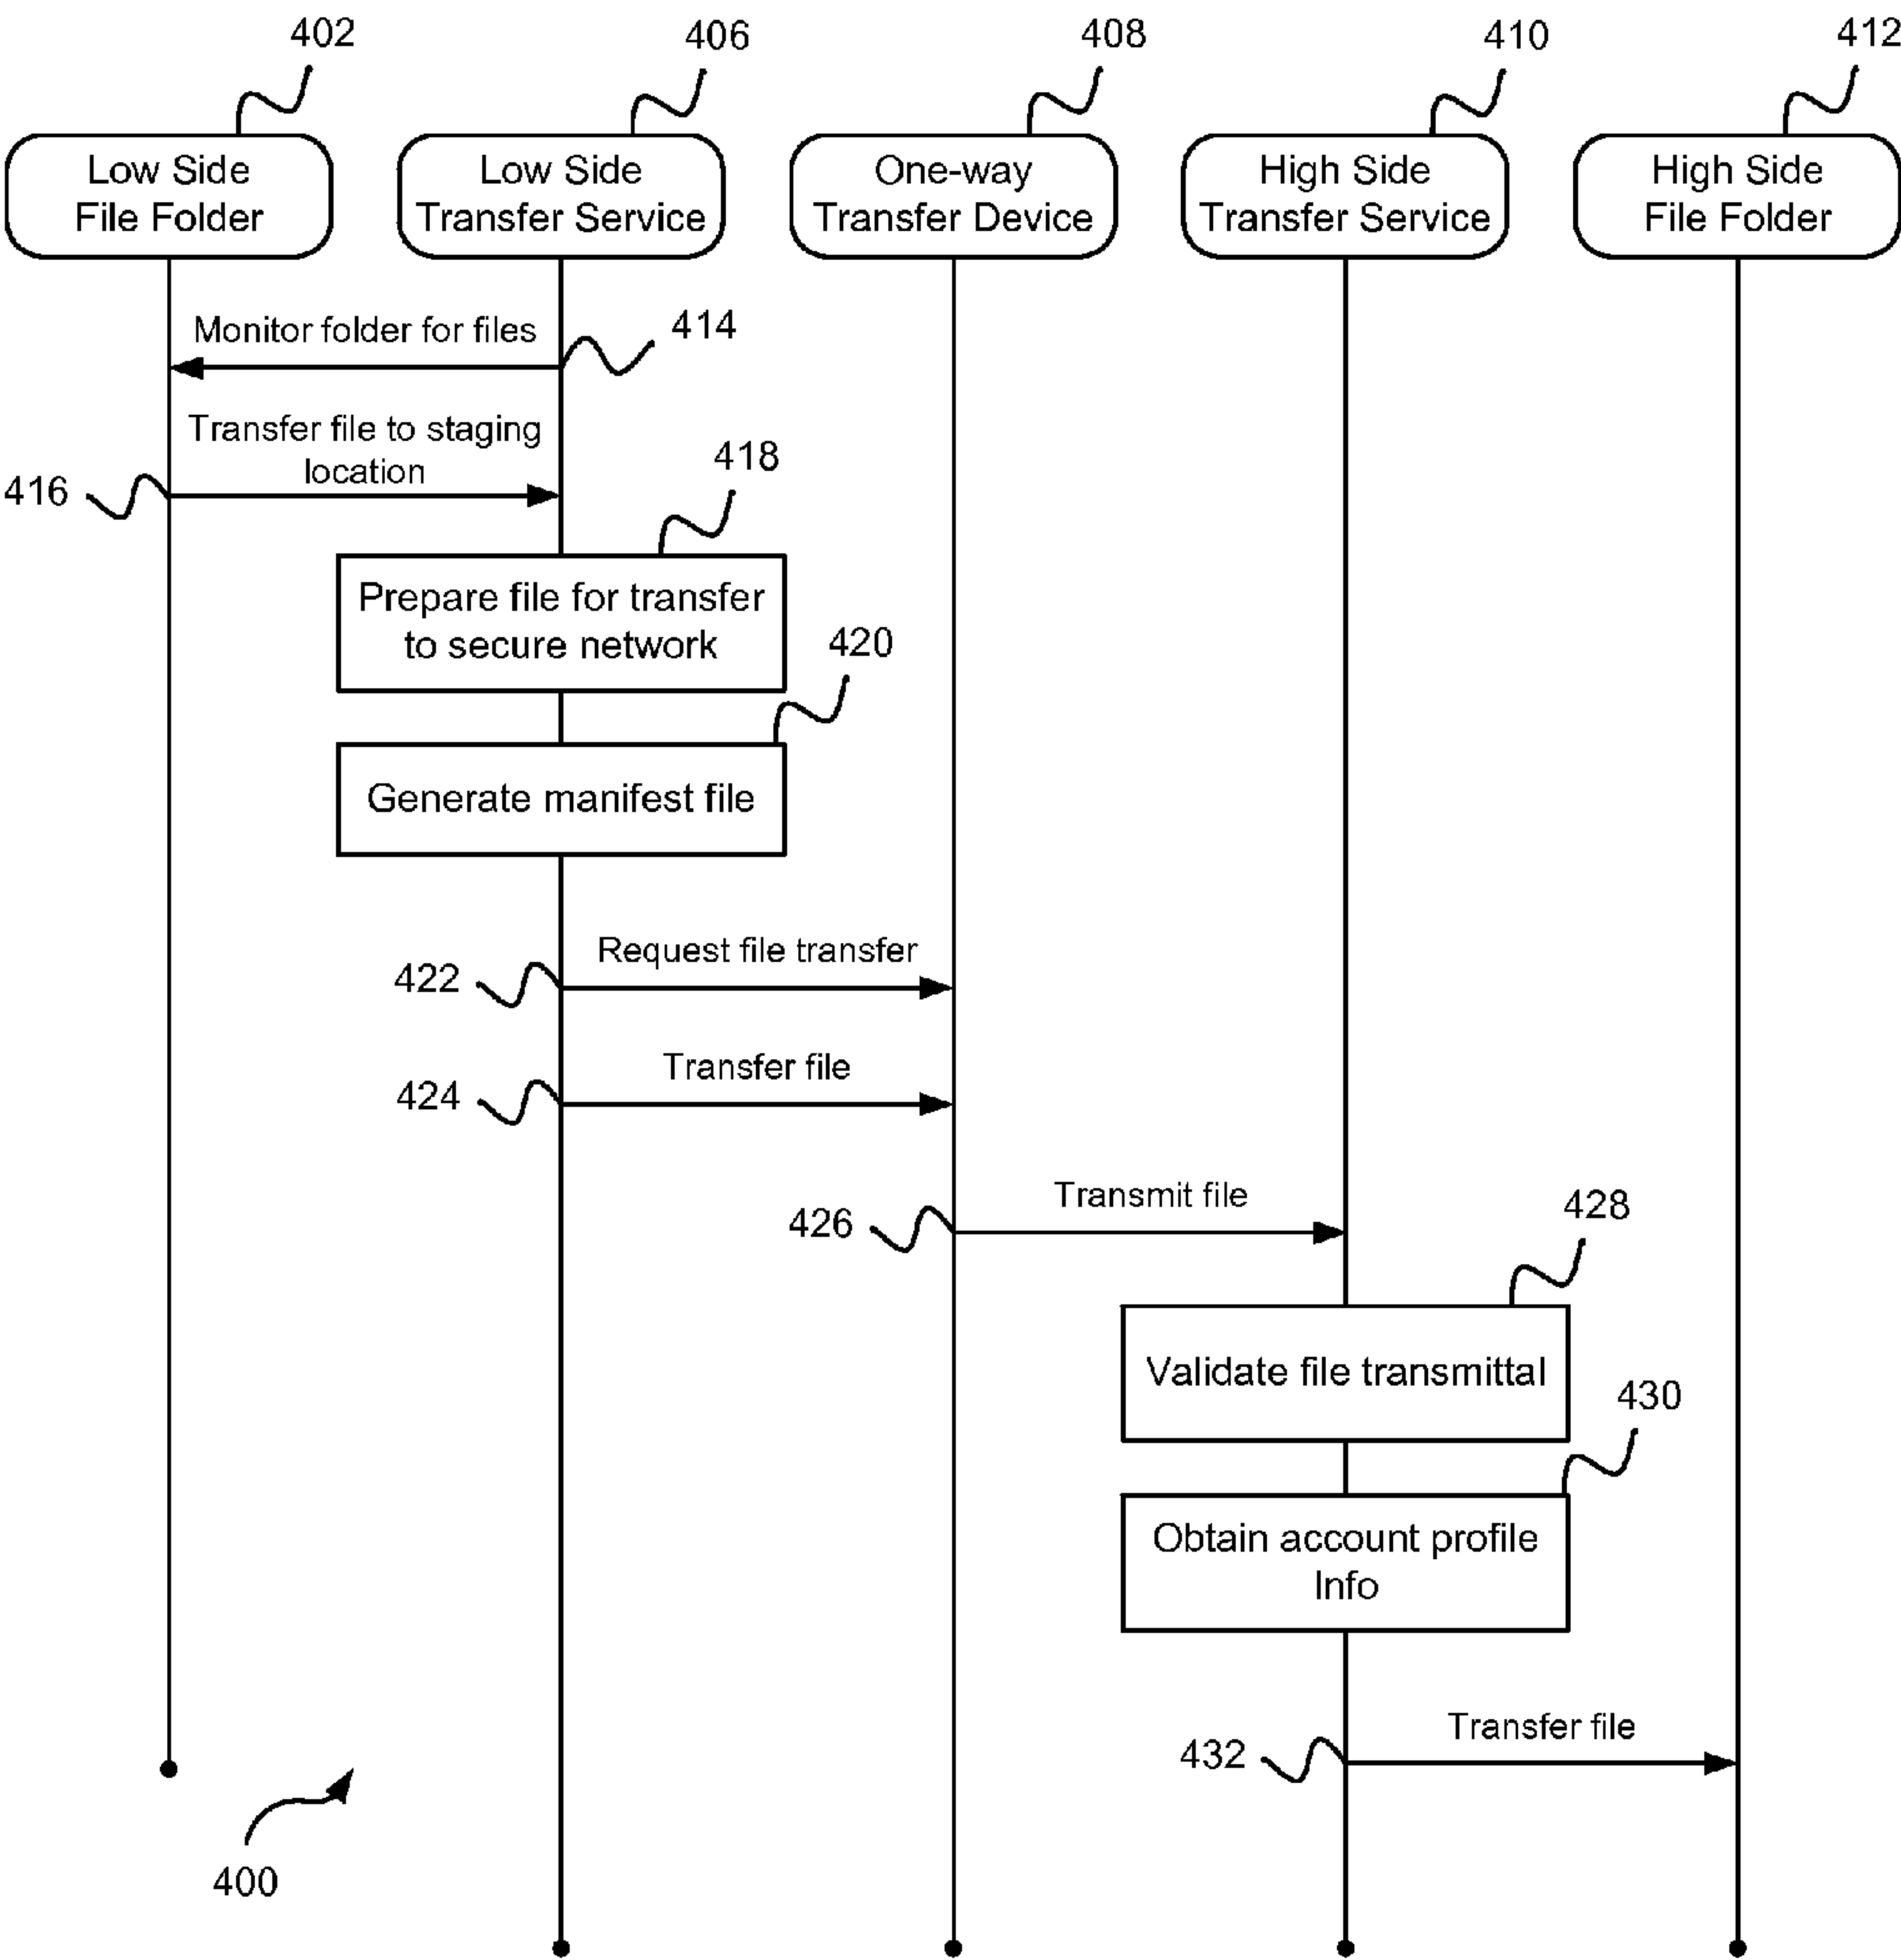 402
406
408
410
412
Low Side
File Folder
Low Side
Transfer Service
One-way
Transfer Device
High Side
Transfer Service
High Side
File Folder
Monitor folder for files
414
Transfer file to staging
location
416
418
Prepare file for transfer
to secure network
420
Generate manifest file
Request file transfer
422
Transfer file
424
Transmit file
426
428
Validate file transmittal
430
Obtain account profile
Info
Transfer file
432
400